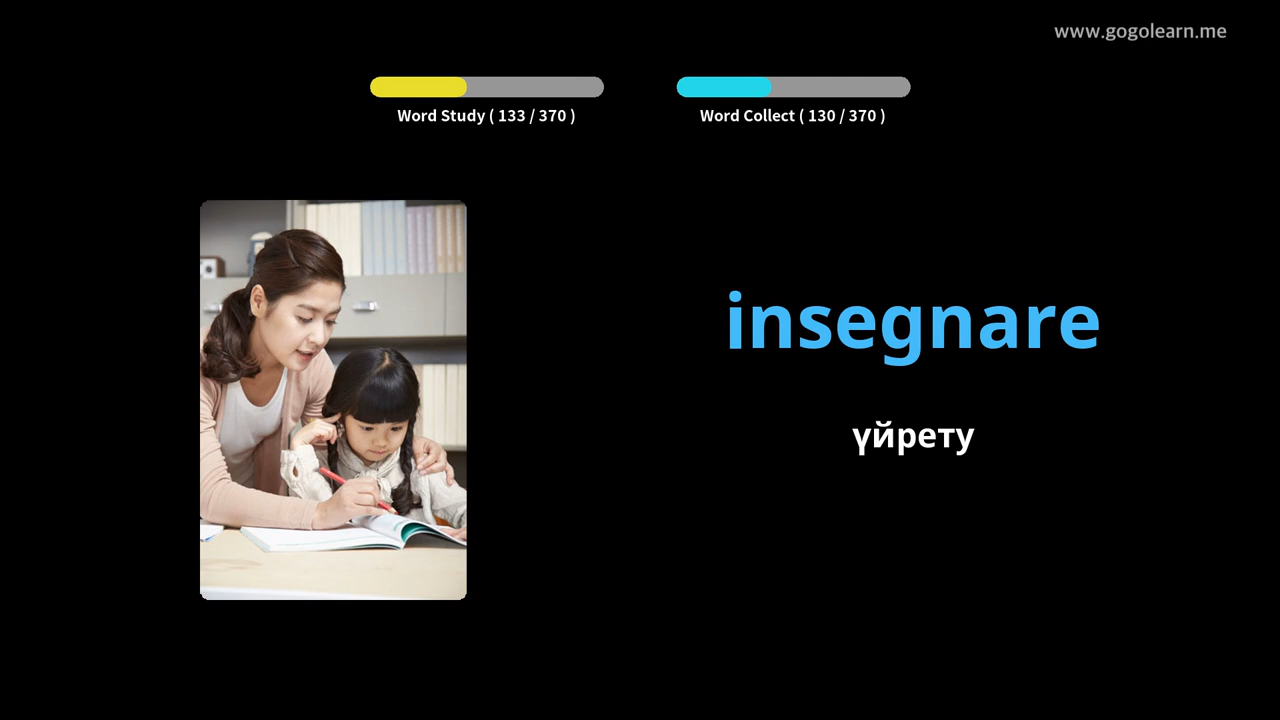 www.gogolearn.me
Word Study ( 133 / 370 )
Word Collect ( 130 / 370 )
insegnare
үйрету